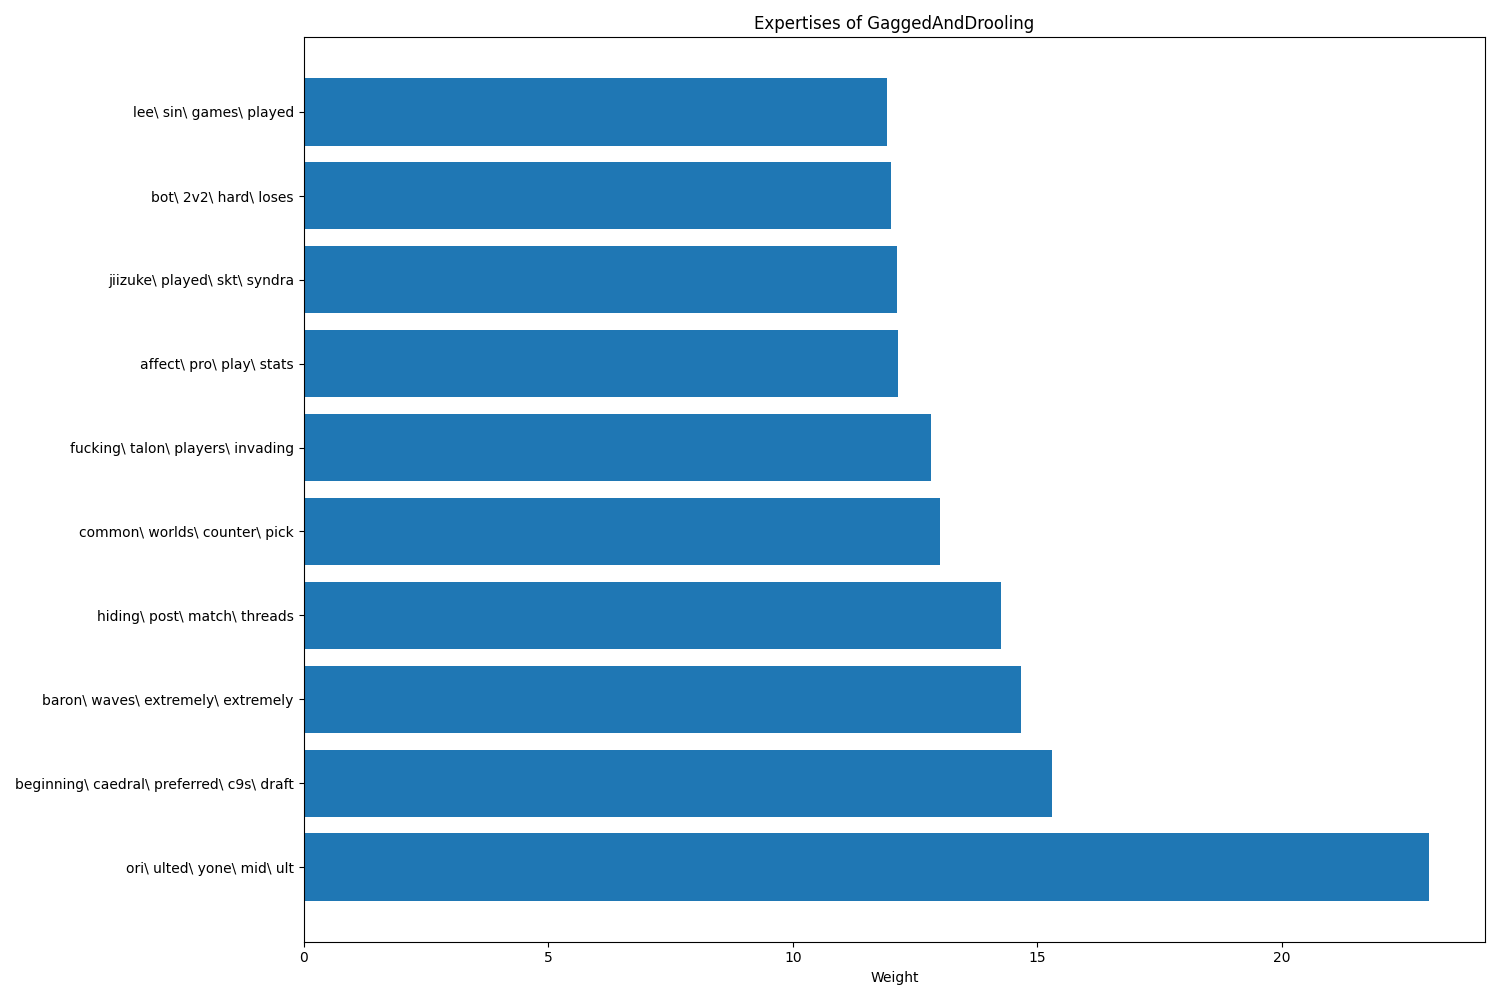 Expertises of GaggedAndDrooling
lee\ sin\ games\ played
bot\ 2v2\ hard\ loses
jiizuke\ played\ skt\ syndra
affect\ pro\ play\ stats
fucking\ talon\ players\ invading
common\ worlds\ counter\ pick
hiding\ post\ match\ threads
baron\ waves\ extremely\ extremely
beginning\ caedral\ preferred\ c9s\ draft
ori\ ulted\ yone\ mid\ ult
0 5 10 15 20
Weight